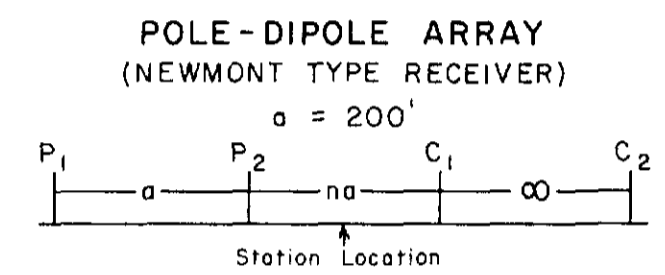 POLE-DIPOLE ARRAY
(NEWMONT TYPE RECEIVER)
a = 200'
P1 P2 C1 C2
a na ∞
Station Location